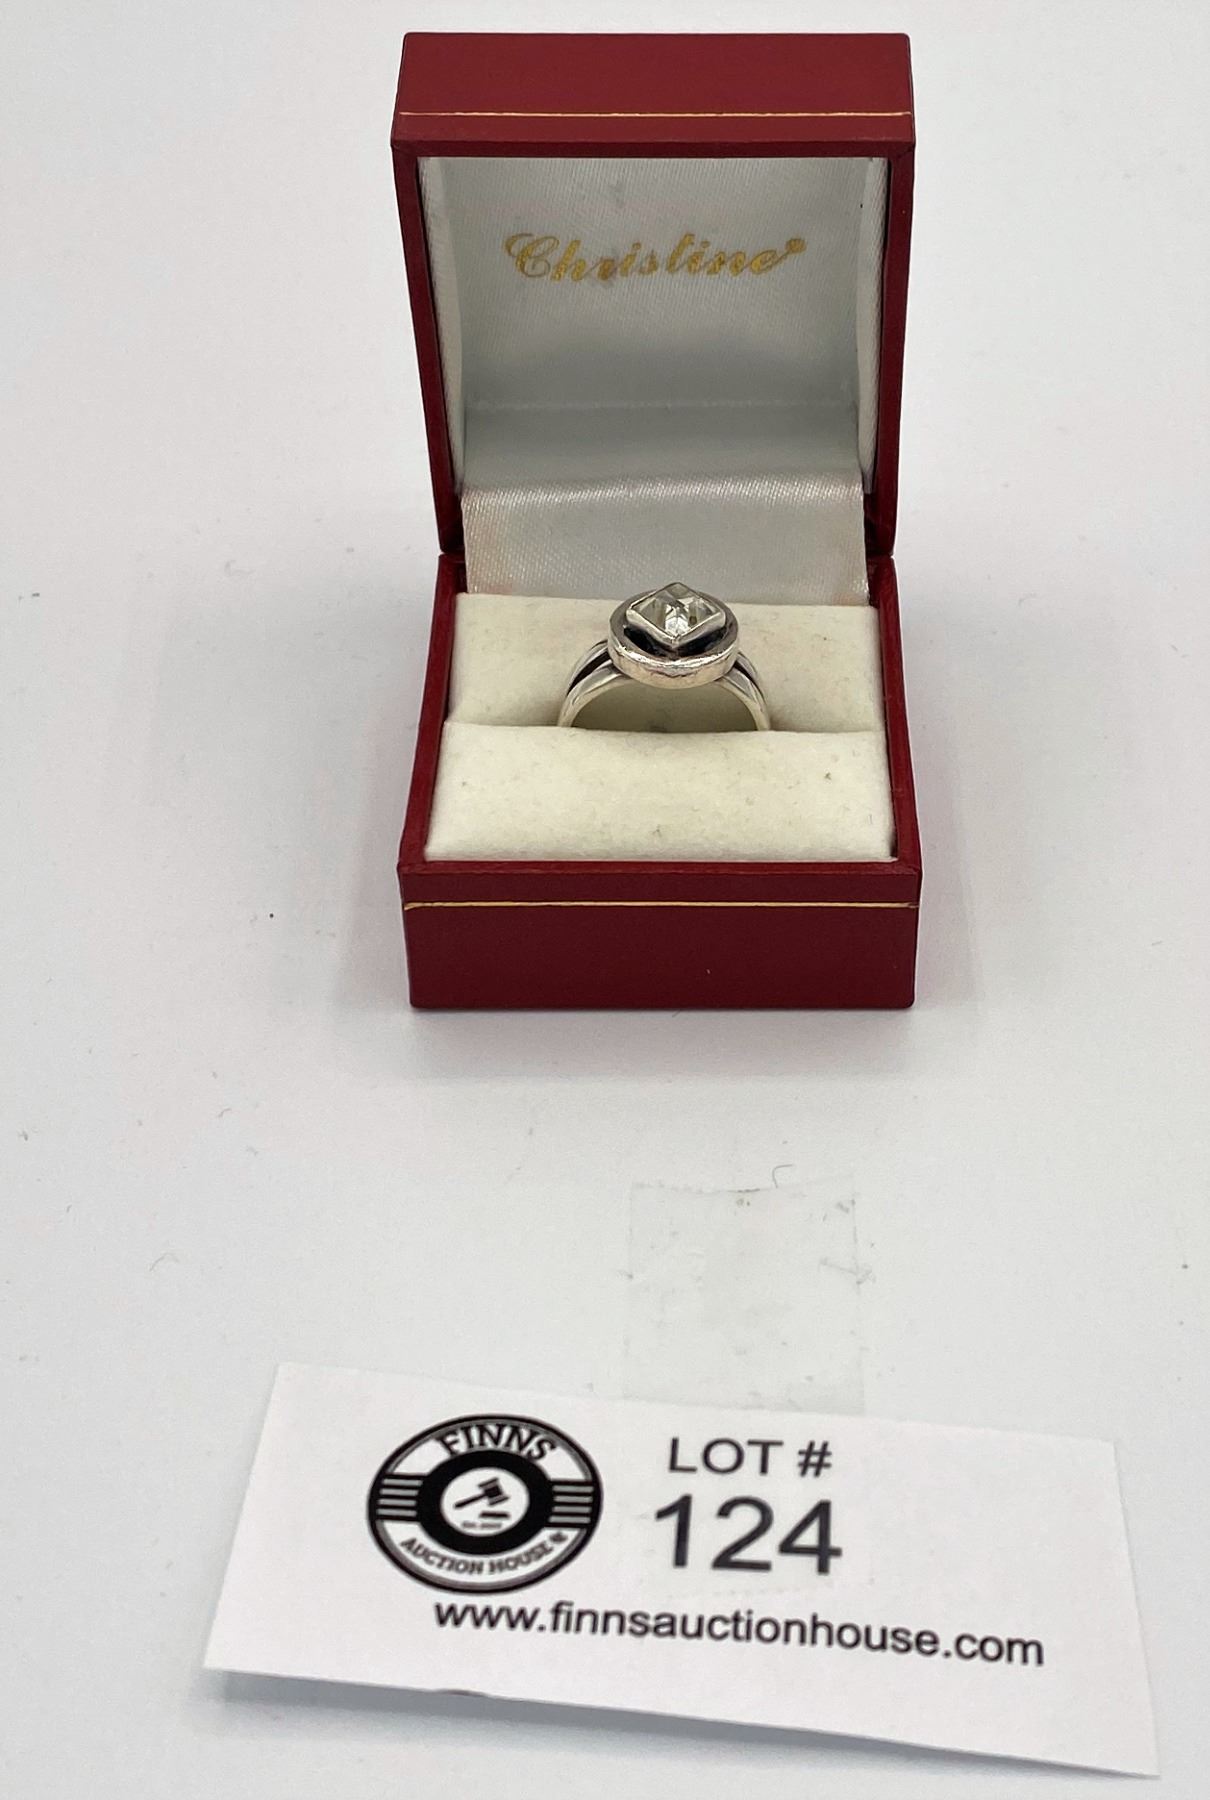 Christine
FINNS
AUCTION HOUSE
LOT #
124
www.finnsauctionhouse.com